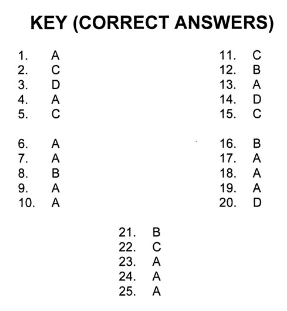 KEY (CORRECT ANSWERS)
1. A
2. C
3. D
4. A
5. C
6. A
7. A
8. B
9. A
10. A
11. C
12. B
13. A
14. D
15. C
16. B
17. A
18. A
19. A
20. D
21. B
22. C
23. A
24. A
25. A